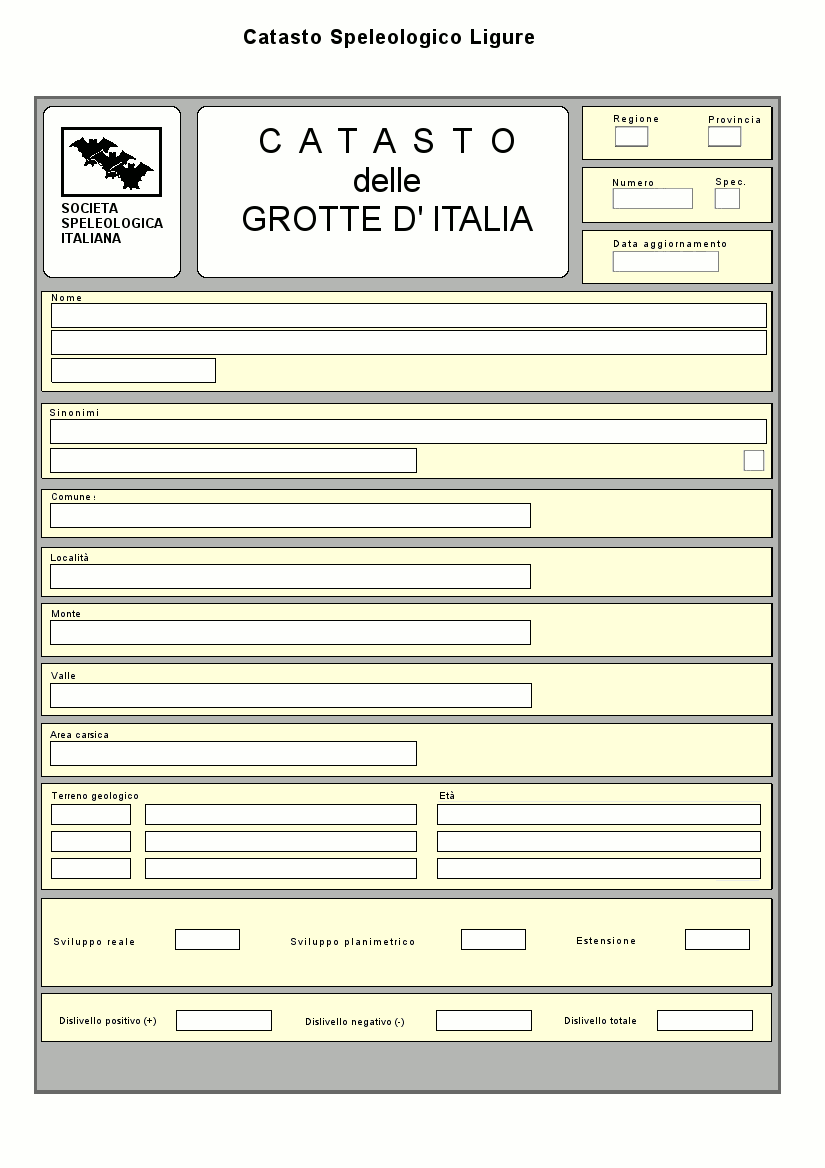 Catasto Speleologico Ligure
SOCIETA
SPELEOLOGICA
ITALIANA
C A T A S T O
delle
GROTTE D' ITALIA
Regione Provincia
Numero Spec.
Data aggiornamento
Nome
Sinonimi
Comune:
Località
Monte
Valle
Area carsica
Terreno geologico Età
Sviluppo reale Sviluppo planimetrico Estensione
Dislivello positivo (+) Dislivello negativo (-) Dislivello totale